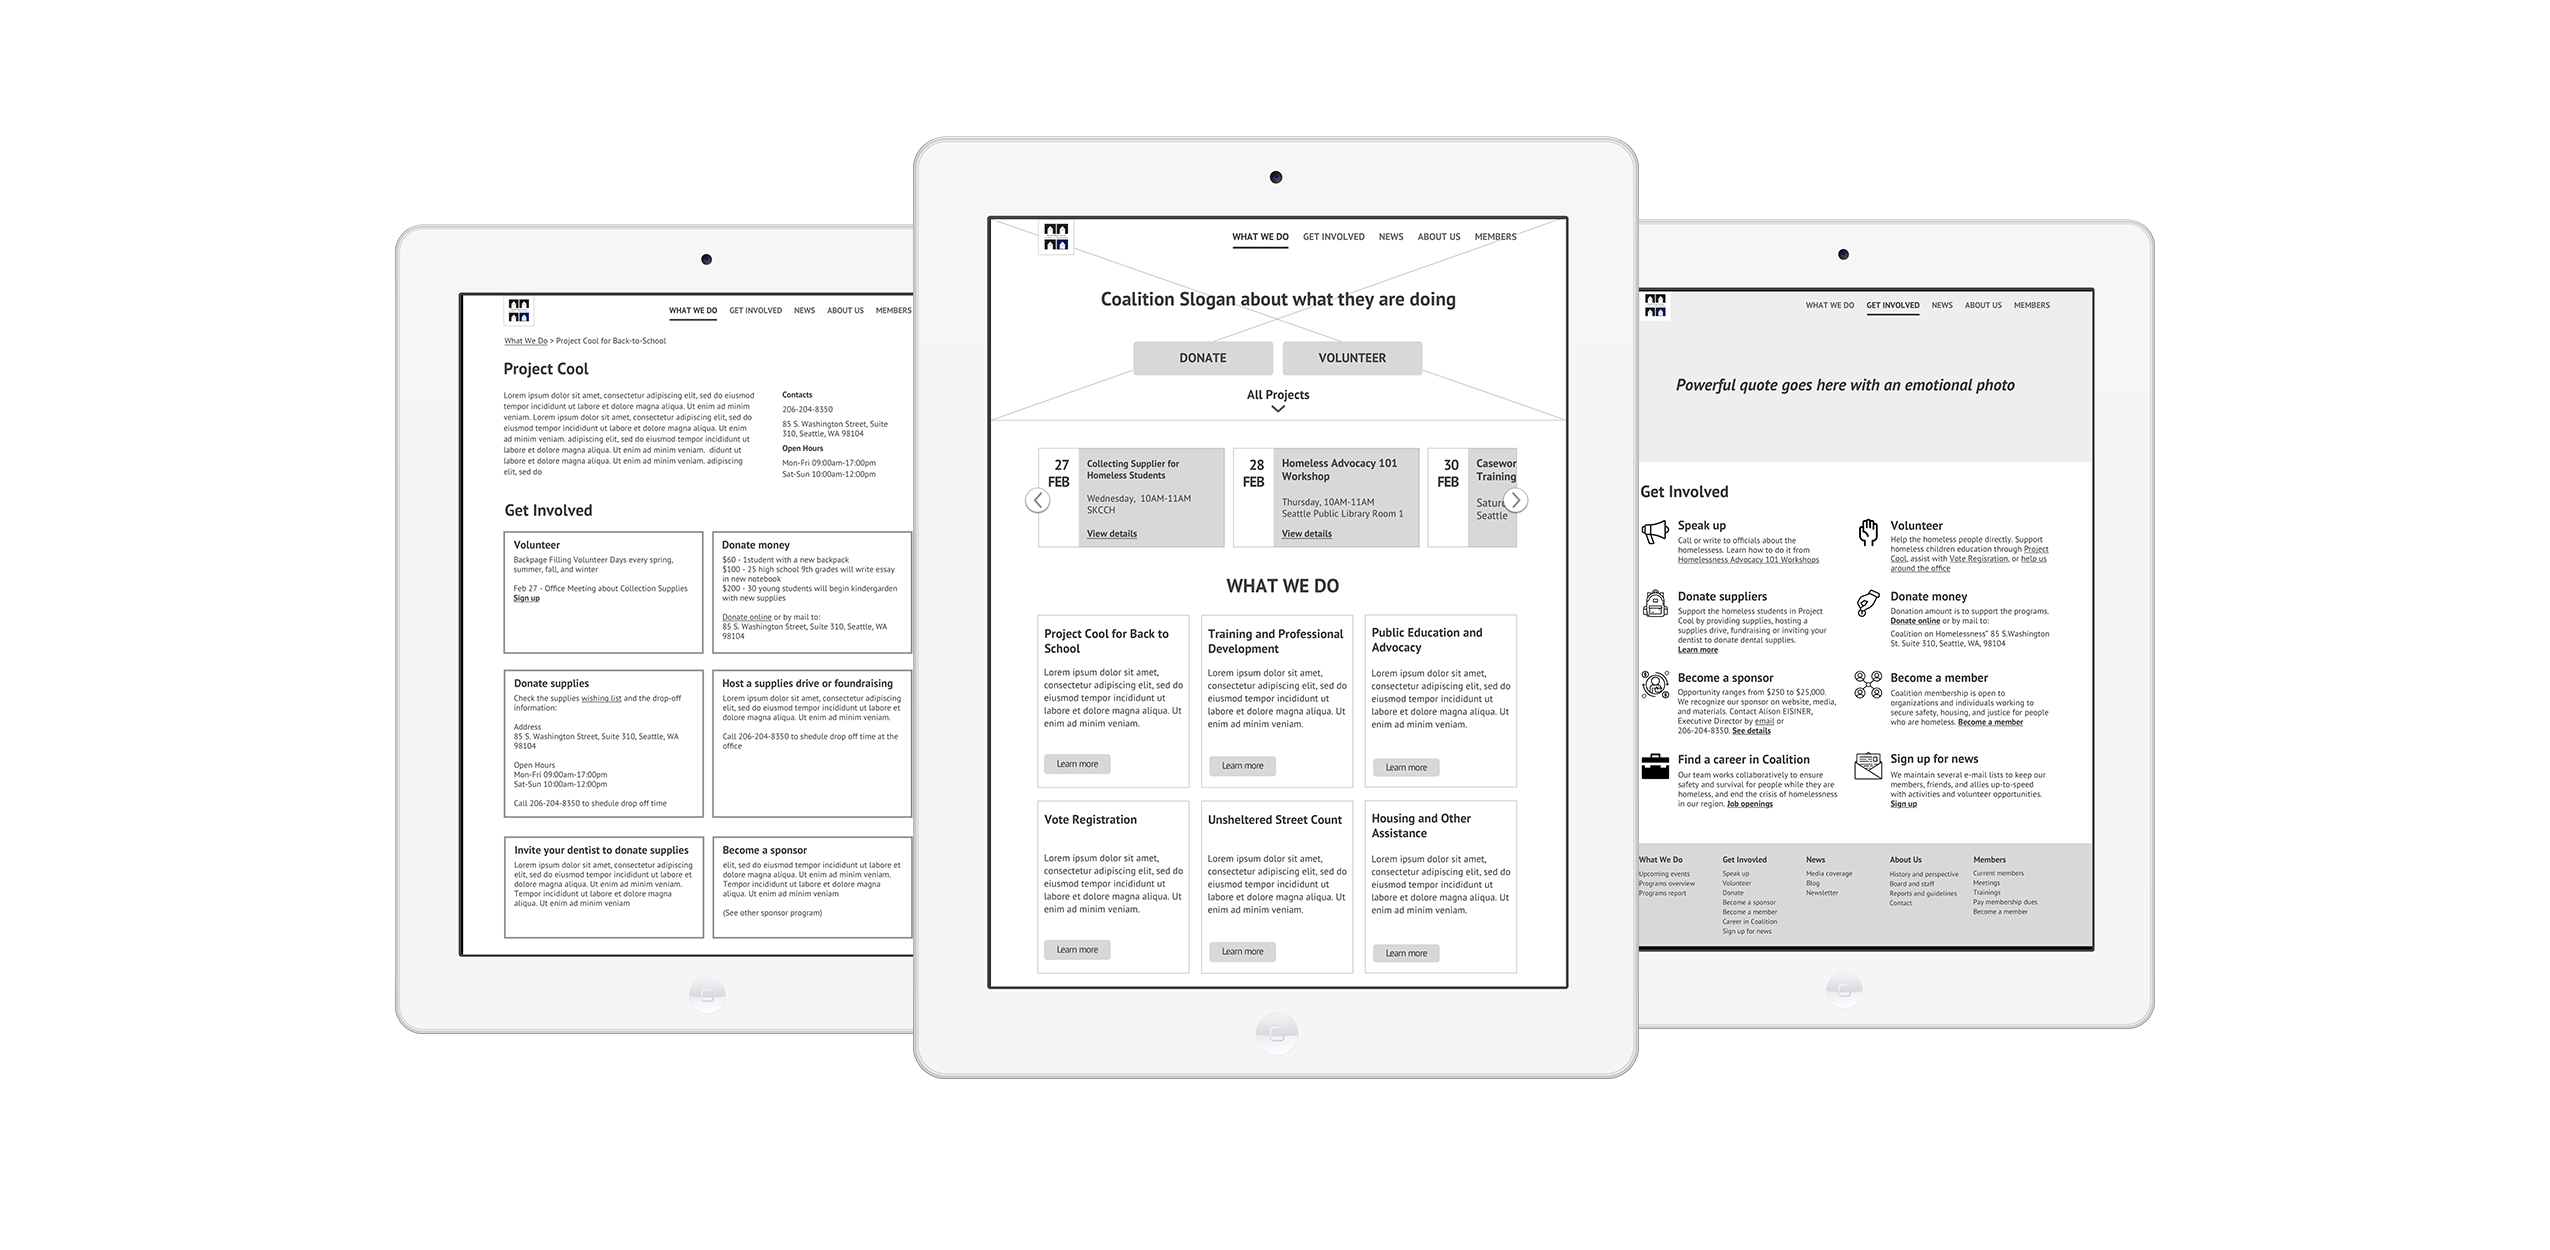 WHAT WE DO GET INVOLVED NEWS ABOUT US MEMBERS
What We Do > Project Cool for Back-to-School
Project Cool
Lorem ipsum dolor sit amet, consectetur adipiscing elit, sed do eiusmod
tempor incididunt ut labore et dolore magna aliqua. Ut enim ad minim
veniam. Lorem ipsum dolor sit amet, consectetur adipiscing elit, sed do
eiusmod tempor incididunt ut labore et dolore magna aliqua. Ut enim
ad minim veniam. adipiscing elit, sed do eiusmod tempor incididunt ut
labore et dolore magna aliqua. Ut enim ad minim veniam. didunt ut
labore et dolore magna aliqua. Ut enim ad minim veniam. adipiscing
elit, sed do
Contacts
206-204-8350
85 S. Washington Street, Suite
310, Seattle, WA 98104
Open Hours
Mon-Fri 09:00am-17:00pm
Sat-Sun 10:00am-12:00pm
Get Involved
Volunteer
Backpage Filling Volunteer Days every spring,
summer, fall, and winter
Feb 27 - Office Meeting about Collection Supplies
Sign up
Donate money
$60 - 1student with a new backpack
$100 - 25 high school 9th grades will write essay
in new notebook
$200 - 30 young students will begin kindergarden
with new supplies
Donate online or by mail to:
85 S. Washington Street, Suite 310, Seattle, WA
98104
Donate supplies
Check the supplies wishing list and the drop-off
information:
Address
85 S. Washington Street, Suite 310, Seattle, WA
98104
Open Hours
Mon-Fri 09:00am-17:00pm
Sat-Sun 10:00am-12:00pm
Call 206-204-8350 to shedule drop off time
Host a supplies drive or foundraising
Lorem ipsum dolor sit amet, consectetur adipiscing
elit, sed do eiusmod tempor incididunt ut labore et
dolore magna aliqua. Ut enim ad minim veniam.
Call 206-204-8350 to shedule drop off time at the
office
Invite your dentist to donate supplies
Lorem ipsum dolor sit amet, consectetur adipiscing
elit, sed do eiusmod tempor incididunt ut labore et
dolore magna aliqua. Ut enim ad minim veniam.
Tempor incididunt ut labore et dolore magna
aliqua. Ut enim ad minim veniam
Become a sponsor
elit, sed do eiusmod tempor incididunt ut labore et
dolore magna aliqua. Ut enim ad minim veniam.
Tempor incididunt ut labore et dolore magna
aliqua. Ut enim ad minim veniam
(See other sponsor program)
WHAT WE DO GET INVOLVED NEWS ABOUT US MEMBERS
Coalition Slogan about what they are doing
DONATE VOLUNTEER
All Projects
27
FEB
Collecting Supplier for
Homeless Students
Wednesday, 10AM-11AM
SKCCH
View details
28
FEB
Homeless Advocacy 101
Workshop
Thursday, 10AM-11AM
Seattle Public Library Room 1
View details
30
FEB
Casewor
Training
Satur
Seattle
WHAT WE DO
Project Cool for Back to
School
Lorem ipsum dolor sit amet,
consectetur adipiscing elit, sed do
eiusmod tempor incididunt ut
labore et dolore magna aliqua. Ut
enim ad minim veniam.
Learn more
Training and Professional
Development
Lorem ipsum dolor sit amet,
consectetur adipiscing elit, sed do
eiusmod tempor incididunt ut
labore et dolore magna aliqua. Ut
enim ad minim veniam.
Learn more
Public Education and
Advocacy
Lorem ipsum dolor sit amet,
consectetur adipiscing elit, sed do
eiusmod tempor incididunt ut
labore et dolore magna aliqua. Ut
enim ad minim veniam.
Learn more
Vote Registration
Lorem ipsum dolor sit amet,
consectetur adipiscing elit, sed do
eiusmod tempor incididunt ut
labore et dolore magna aliqua. Ut
enim ad minim veniam.
Learn more
Unsheltered Street Count
Lorem ipsum dolor sit amet,
consectetur adipiscing elit, sed do
eiusmod tempor incididunt ut
labore et dolore magna aliqua. Ut
enim ad minim veniam.
Learn more
Housing and Other
Assistance
Lorem ipsum dolor sit amet,
consectetur adipiscing elit, sed do
eiusmod tempor incididunt ut
labore et dolore magna aliqua. Ut
enim ad minim veniam.
Learn more
WHAT WE DO GET INVOLVED NEWS ABOUT US MEMBERS
Powerful quote goes here with an emotional photo
Get Involved
Speak up
Call or write to officials about the
homelessess. Learn how to do it from
Homelessness Advocacy 101 Workshops
Volunteer
Help the homeless people directly. Support
homeless children education through Project
Cool, assist with Vote Regisration, or help us
around the office
Donate suppliers
Support the homeless students in Project
Cool by providing supplies, hosting a
supplies drive, fundraising or inviting your
dentist to donate dental supplies.
Learn more
Donate money
Donation amount is to support the programs.
Donate online or by mail to:
Coalition on Homelessness" 85 S.Washington
St. Suite 310, Seattle, WA, 98104
Become a sponsor
Opportunity ranges from $250 to $25,000.
We recognize our sponsor on website, media,
and materials. Contact Alison EISINER,
Executive Director by email or
206-204-8350. See details
Become a member
Coalition membership is open to
organizations and individuals working to
secure safety, housing, and justice for people
who are homeless. Become a member
Find a career in Coalition
Our team works collaboratively to ensure
safety and survival for people while they are
homeless, and end the crisis of homelessness
in our region. Job openings
Sign up for news
We maintain several e-mail lists to keep our
members, friends, and allies up-to-speed
with activities and volunteer opportunities.
Sign up
What We Do
Upcoming events
Programs overview
Programs report
Get Invovled
Speak up
Volunteer
Donate
Become a sponsor
Become a member
Career in Coalition
Sign up for news
News
Media coverage
Blog
Newsletter
About Us
History and perspective
Board and staff
Reports and guidelines
Contact
Members
Current members
Meetings
Trainings
Pay membership dues
Become a member